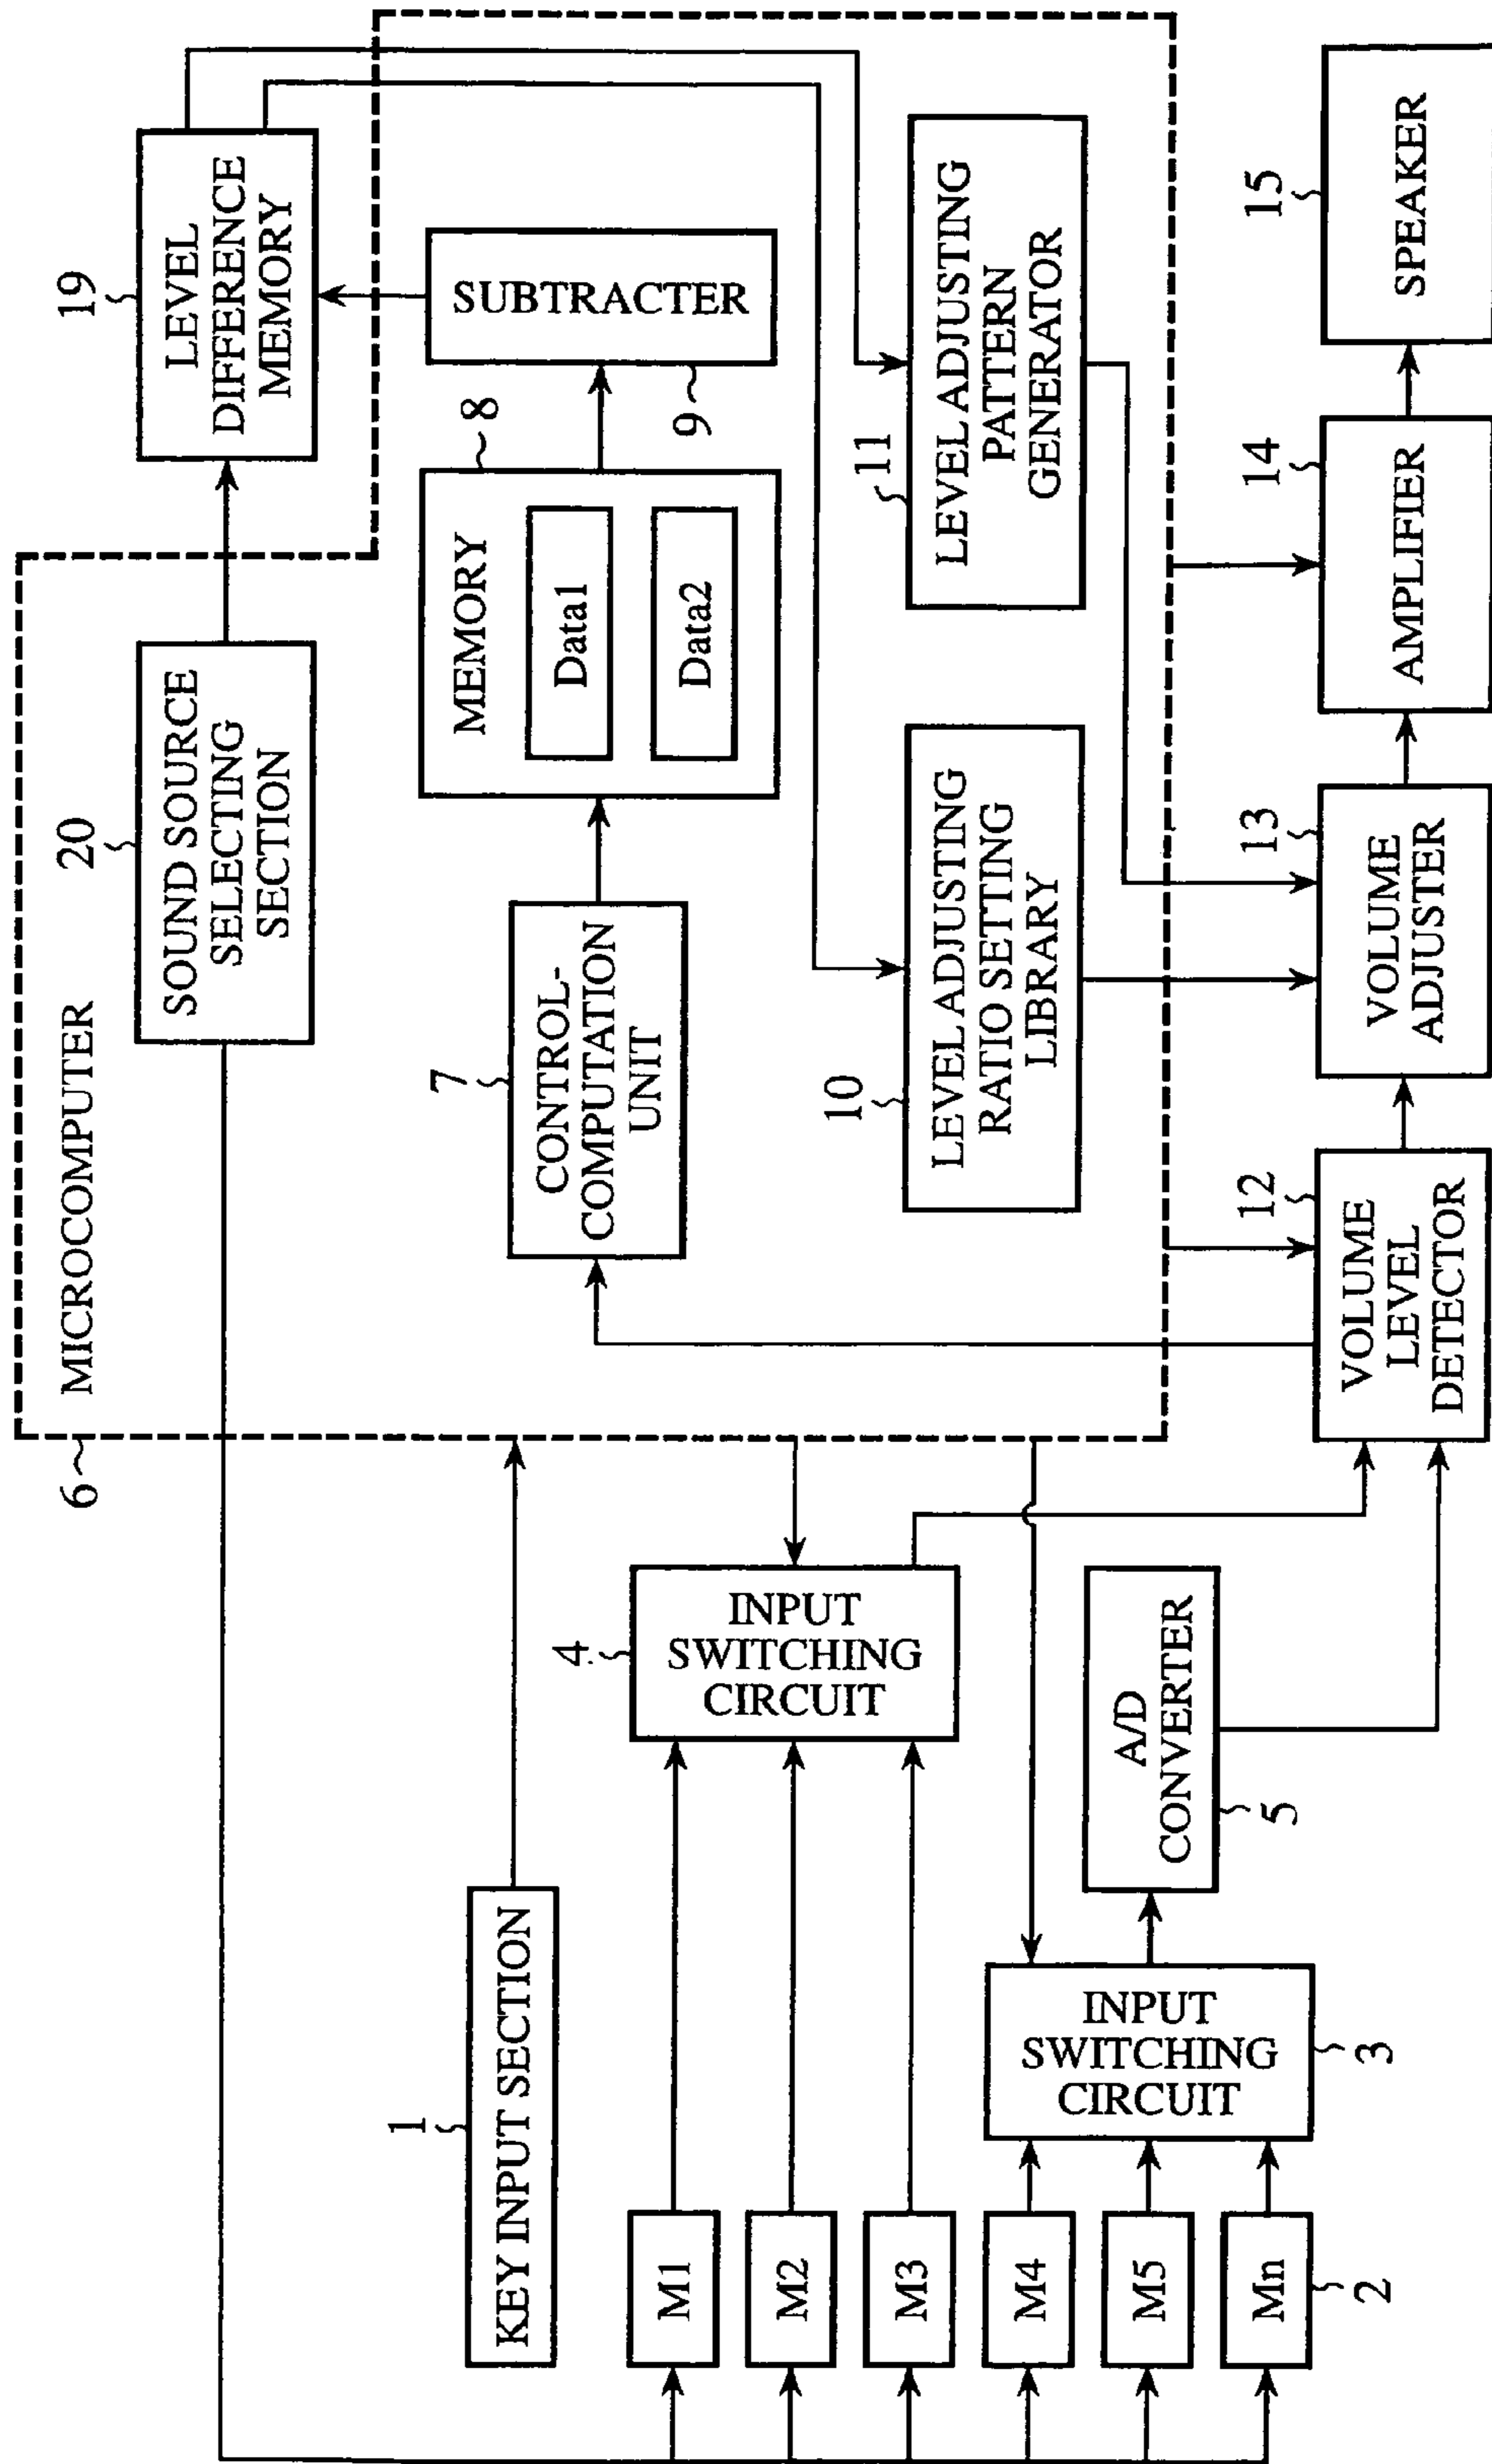 6
MICROCOMPUTER
20
SOUND SOURCE
SELECTING
SECTION
19
LEVEL
DIFFERENCE
MEMORY
1
KEY INPUT SECTION
M1
M2
M3
M4
M5
Mn
2
4
INPUT
SWITCHING
CIRCUIT
INPUT
SWITCHING
CIRCUIT
3
A/D
CONVERTER
5
7
CONTROL-
COMPUTATION
UNIT
8
MEMORY
Data1
Data2
SUBTRACTER
9
10
LEVEL ADJUSTING
RATIO SETTING
LIBRARY
11
LEVEL ADJUSTING
PATTERN
GENERATOR
12
VOLUME
LEVEL
DETECTOR
13
VOLUME
ADJUSTER
14
AMPLIFIER
15
SPEAKER